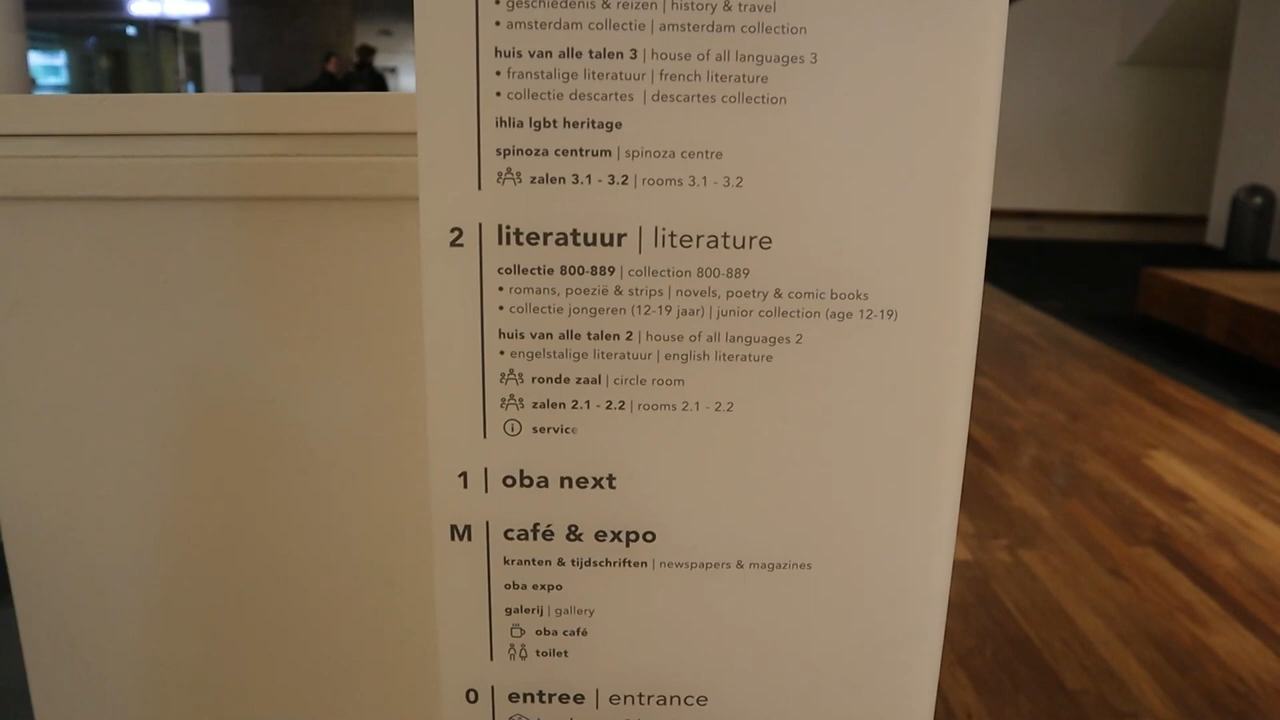 • geschiedenis & reizen | history & travel
• amsterdam collectie | amsterdam collection
huis van alle talen 3 | house of all languages 3
• franstalige literatuur | french literature
• collectie descartes | descartes collection
ihlia lgbt heritage
spinoza centrum | spinoza centre
zalen 3.1 - 3.2 | rooms 3.1 - 3.2
2 | literatuur | literature
collectie 800-889 | collection 800-889
• romans, poezië & strips | novels, poetry & comic books
• collectie jongeren (12-19 jaar) | junior collection (age 12-19)
huis van alle talen 2 | house of all languages 2
• engelstalige literatuur | english literature
ronde zaal | circle room
zalen 2.1 - 2.2 | rooms 2.1 - 2.2
service
1 | oba next
M | café & expo
kranten & tijdschriften | newspapers & magazines
oba expo
galerij | gallery
oba café
toilet
0 | entree | entrance